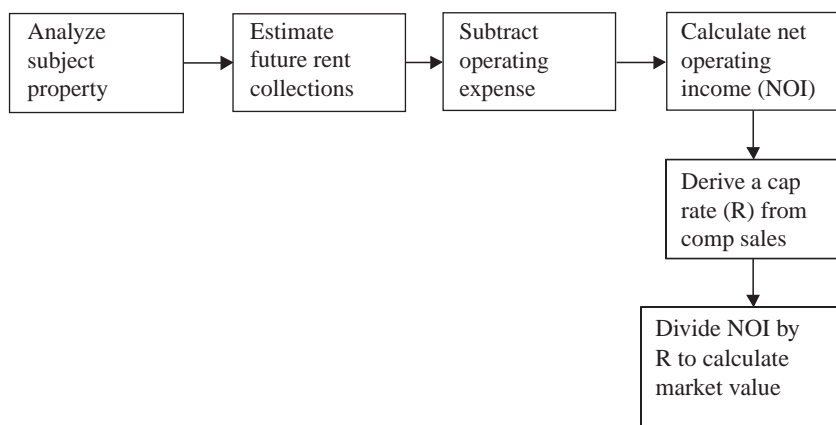 Analyze
subject
property
Estimate
future rent
collections
Subtract
operating
expense
Calculate net
operating
income (NOI)
Derive a cap
rate (R) from
comp sales
Divide NOI by
R to calculate
market value